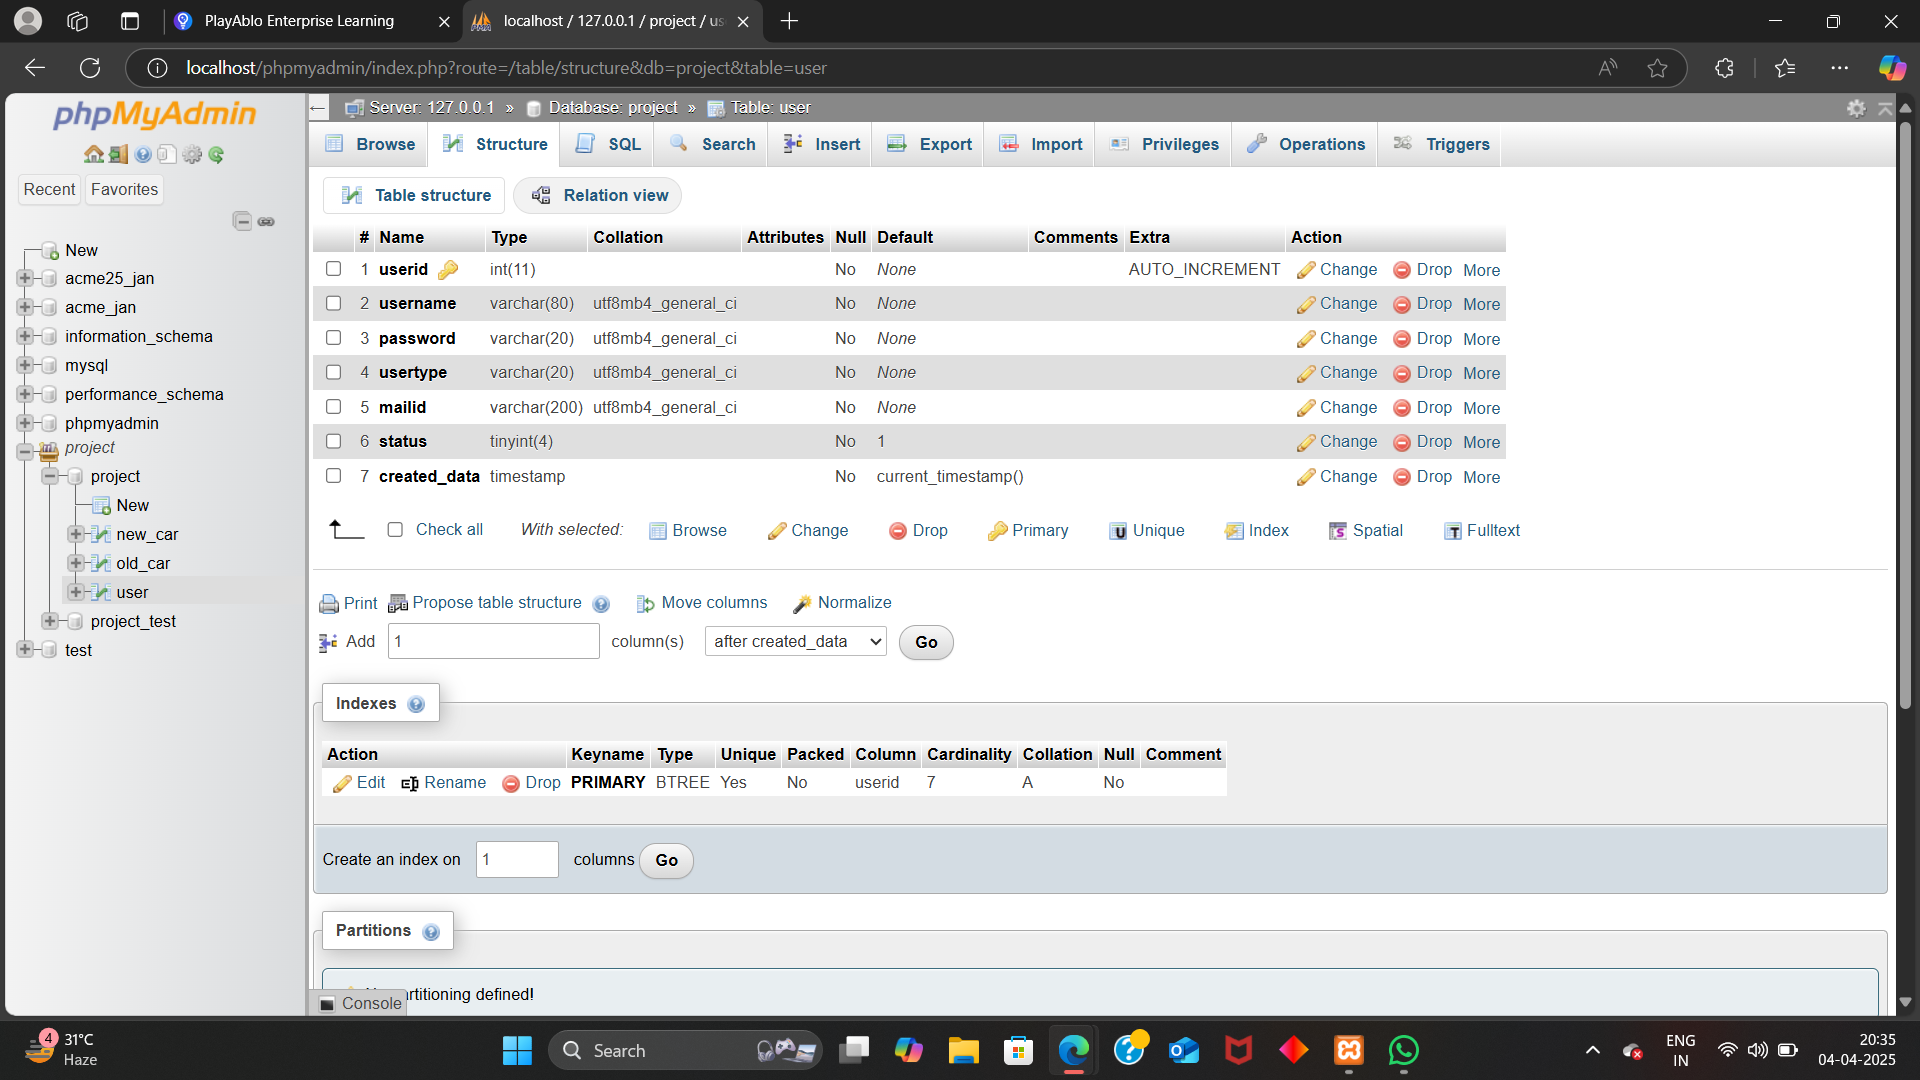 PlayAblo Enterprise Learning
localhost / 127.0.0.1 / project / us
localhost/phpmyadmin/index.php?route=/table/structure&db=project&table=user
phpMyAdmin
Recent Favorites
New
acme25_jan
acme_jan
information_schema
mysql
performance_schema
phpmyadmin
project
project
New
new_car
old_car
user
project_test
test
Server: 127.0.0.1 » Database: project » Table: user
Browse Structure SQL Search Insert Export Import Privileges Operations Triggers
Table structure Relation view
# Name Type Collation Attributes Null Default Comments Extra Action
1 userid int(11) No None AUTO_INCREMENT Change Drop More
2 username varchar(80) utf8mb4_general_ci No None Change Drop More
3 password varchar(20) utf8mb4_general_ci No None Change Drop More
4 usertype varchar(20) utf8mb4_general_ci No None Change Drop More
5 mailid varchar(200) utf8mb4_general_ci No None Change Drop More
6 status tinyint(4) No 1 Change Drop More
7 created_data timestamp No current_timestamp() Change Drop More
Check all With selected: Browse Change Drop Primary Unique Index Spatial Fulltext
Print Propose table structure Move columns Normalize
Add 1 column(s) after created_data Go
Indexes
Action Keyname Type Unique Packed Column Cardinality Collation Null Comment
Edit Rename Drop PRIMARY BTREE Yes No userid 7 A No
Create an index on 1 columns Go
Partitions
defined!
Console
4 31°C
Haze
Search
ENG
IN
20:35
04-04-2025